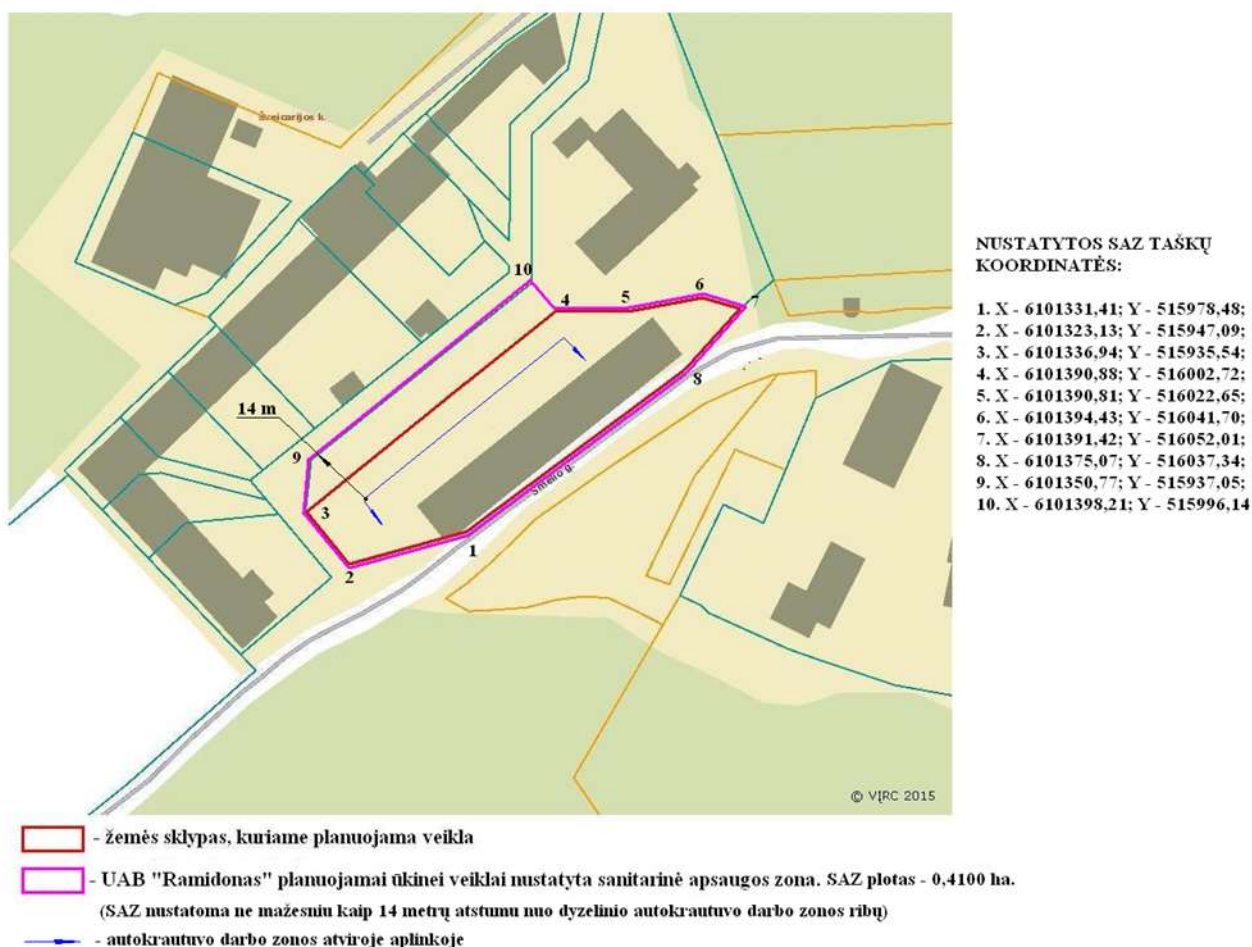 Šveicarijos k.
10
4
5
6
7
14 m
9
8
3
1
2
Smėlio g.
© VĮRC 2015
NUSTATYTOS SAZ TAŠKŲ
KOORDINATĖS:
1. X - 6101331,41; Y - 515978,48;
2. X - 6101323,13; Y - 515947,09;
3. X - 6101336,94; Y - 515935,54;
4. X - 6101390,88; Y - 516002,72;
5. X - 6101390,81; Y - 516022,65;
6. X - 6101394,43; Y - 516041,70;
7. X - 6101391,42; Y - 516052,01;
8. X - 6101375,07; Y - 516037,34;
9. X - 6101350,77; Y - 515937,05;
10. X - 6101398,21; Y - 515996,14
- žemės sklypas, kuriame planuojama veikla
- UAB "Ramidonas" planuojamai ūkinei veiklai nustatyta sanitarinė apsaugos zona. SAZ plotas - 0,4100 ha.
(SAZ nustatoma ne mažesniu kaip 14 metrų atstumu nuo dyzelinio autokrautuvo darbo zonos ribų)
- autokrautuvo darbo zonos atviroje aplinkoje